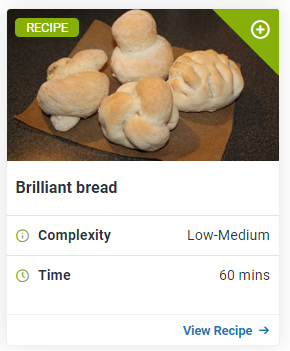 RECIPE
Brilliant bread
Complexity Low-Medium
Time 60 mins
View Recipe